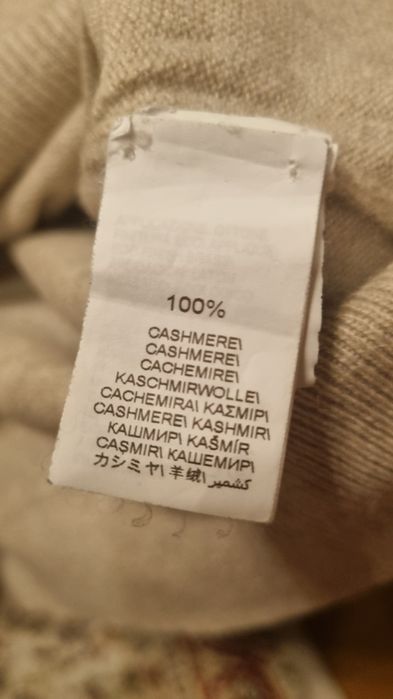 100%
CASHMERE\
CASHMERE\
CACHEMIRE\
KASCHMIRWOLLE\
CACHEMIRA\ ΚΑΣΜΙΡ\
CASHMERE\ KASHMIR\
КАШМИР\ KAŠMÍR
CAȘMIR\ КАШЕМИР\
カシミヤ\ 羊绒\ كشمير